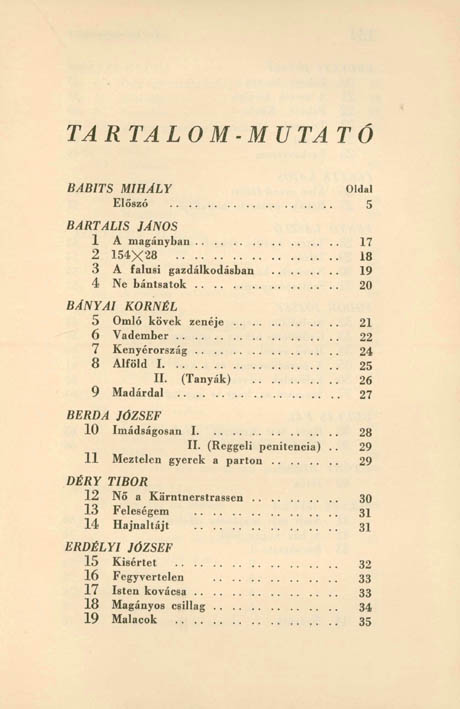 TARTALOM-MUTATÓ
BABITS MIHÁLY Oldal
Előszó .. .. .. .. .. .. .. .. .. .. 5
BARTALIS JÁNOS
1 A magányban .. .. .. .. .. .. .. .. 17
2 154×28 .. .. .. .. .. .. .. .. .. 18
3 A falusi gazdálkodásban .. .. .. .. 19
4 Ne bántsatok .. .. .. .. .. .. .. .. 20
BÁNYAI KORNÉL
5 Omló kövek zenéje .. .. .. .. .. .. 21
6 Vadember .. .. .. .. .. .. .. .. .. 22
7 Kenyérország .. .. .. .. .. .. .. .. 24
8 Alföld I. .. .. .. .. .. .. .. .. .. 25
II. (Tanyák) .. .. .. .. .. 26
9 Madárdal .. .. .. .. .. .. .. .. 27
BERDA JÓZSEF
10 Imádságosan I. .. .. .. .. .. .. .. 28
II. (Reggeli penitencia) .. 29
11 Meztelen gyerek a parton .. .. .. .. 29
DÉRY TIBOR
12 Nő a Kärntnerstrassen .. .. .. .. .. 30
13 Feleségem .. .. .. .. .. .. .. .. 31
14 Hajnaltájt .. .. .. .. .. .. .. .. 31
ERDÉLYI JÓZSEF
15 Kisértet .. .. .. .. .. .. .. .. .. 32
16 Fegyvertelen .. .. .. .. .. .. .. 33
17 Isten kovácsa .. .. .. .. .. .. .. .. 33
18 Magányos csillag .. .. .. .. .. .. .. 34
19 Malacok .. .. .. .. .. .. .. .. .. 35